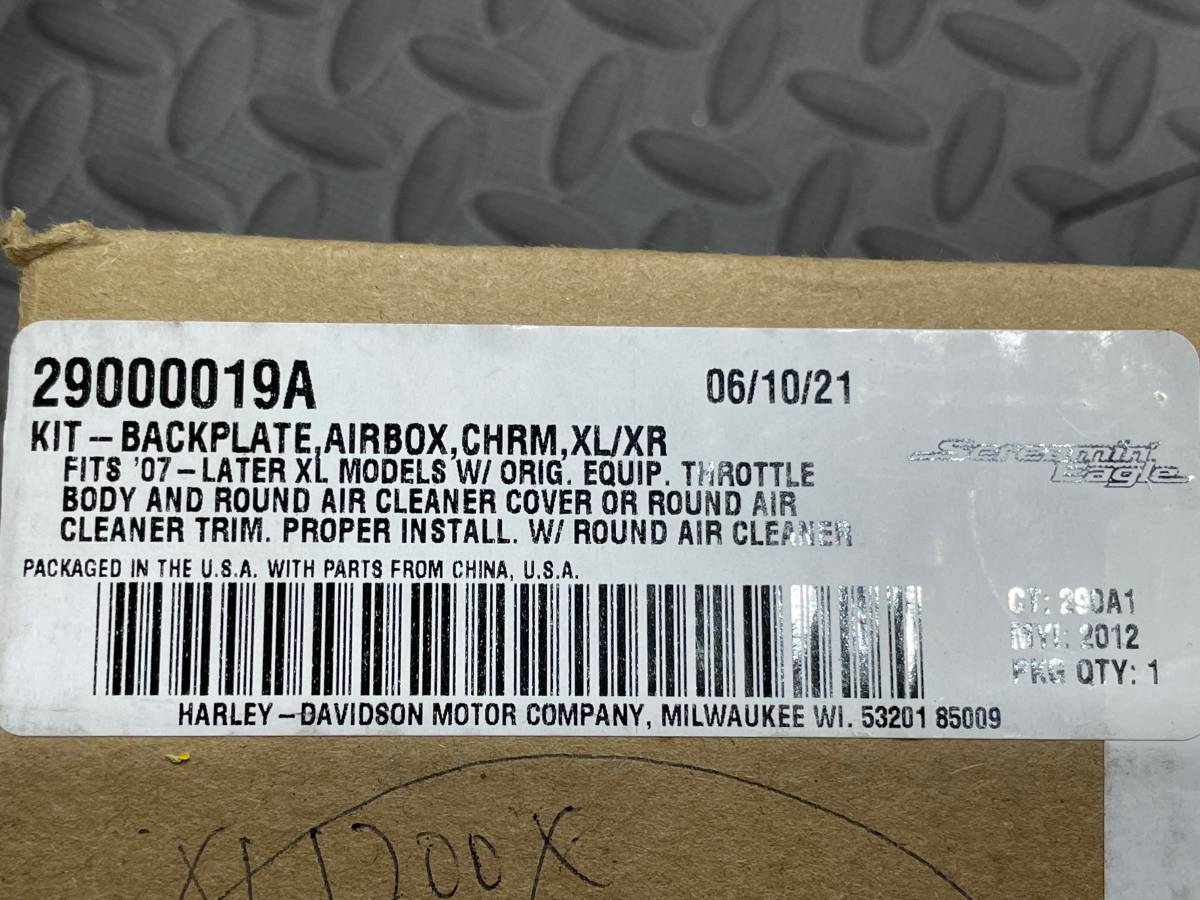 29000019A
06/10/21
KIT-BACKPLATE,AIRBOX,CHRM,XL/XR
FITS '07-LATER XL MODELS W/ ORIG. EQUIP. THROTTLE
BODY AND ROUND AIR CLEANER COVER OR ROUND AIR
CLEANER TRIM. PROPER INSTALL. W/ ROUND AIR CLEANER
Screamin'
Eagle
PACKAGED IN THE U.S.A. WITH PARTS FROM CHINA, U.S.A.
CT: 290A1
MYI: 2012
PKG QTY: 1
HARLEY-DAVIDSON MOTOR COMPANY, MILWAUKEE WI. 53201 85009
XL1200X